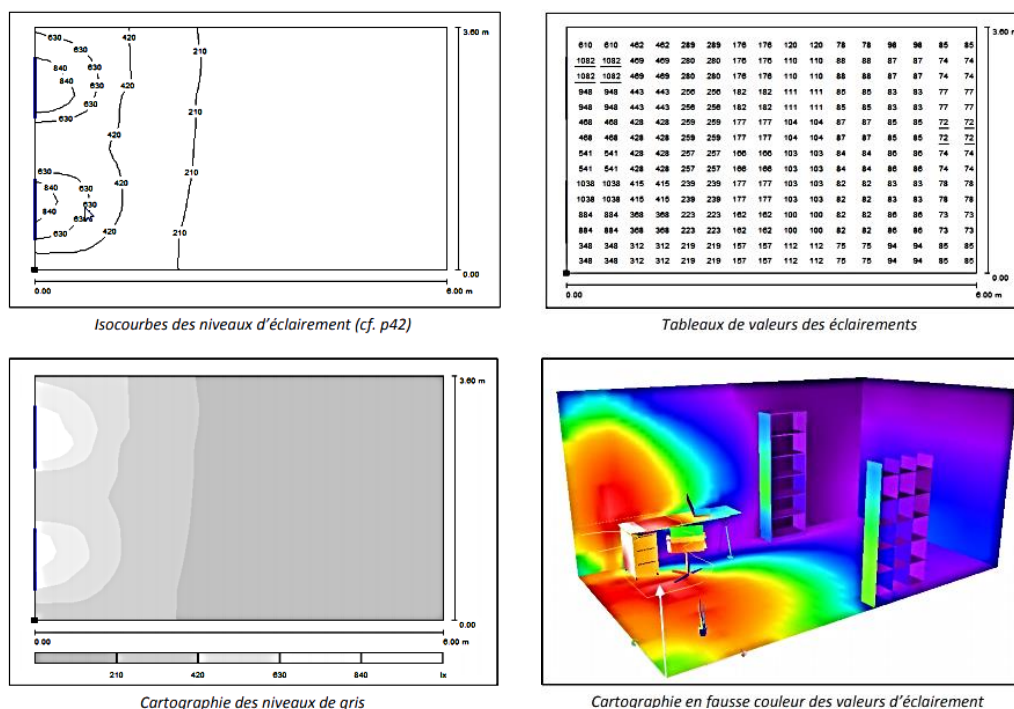 420 210
630 630
840
630
840
630
630
420
420
210
630
840 630
630
840
630
630
420
210
3.60 m
0.00
0.00 6.00 m
Isocourbes des niveaux d'éclairement (cf. p42)
610 610 462 462 289 289 176 176 120 120 78 78 98 98 85 85
1082 1082 469 469 280 280 176 176 110 110 88 88 87 87 74 74
1082 1082 469 469 280 280 176 176 110 110 88 88 87 87 74 74
948 948 443 443 256 256 182 182 111 111 85 85 83 83 77 77
948 948 443 443 256 256 182 182 111 111 85 85 83 83 77 77
468 468 428 428 259 259 177 177 104 104 87 87 85 85 72 72
468 468 428 428 259 259 177 177 104 104 87 87 85 85 72 72
541 541 428 428 257 257 166 166 103 103 84 84 86 86 74 74
541 541 428 428 257 257 166 166 103 103 84 84 86 86 74 74
1038 1038 415 415 239 239 177 177 103 103 82 82 83 83 78 78
1038 1038 415 415 239 239 177 177 103 103 82 82 83 83 78 78
884 884 368 368 223 223 162 162 100 100 82 82 86 86 73 73
884 884 368 368 223 223 162 162 100 100 82 82 86 86 73 73
348 348 312 312 219 219 157 157 112 112 75 75 94 94 85 85
348 348 312 312 219 219 157 157 112 112 75 75 94 94 85 85
3.60 m
0.00
0.00 6.00 m
Tableaux de valeurs des éclairements
3.60 m
0.00
0.00 6.00 m
210 420 630 840 lx
Cartographie des niveaux de gris
Cartographie en fausse couleur des valeurs d'éclairement